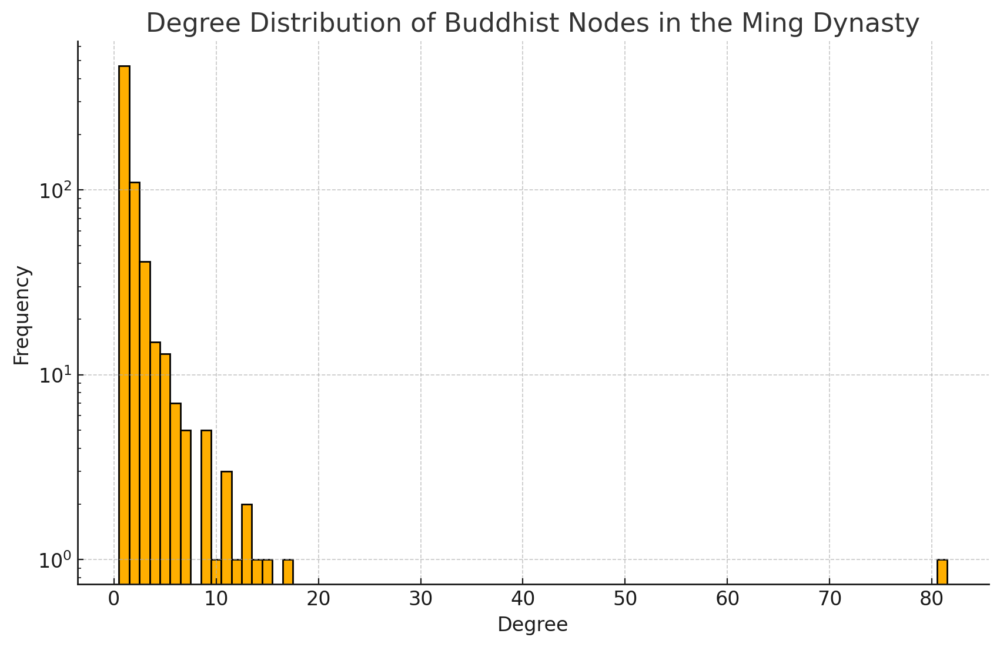 Degree Distribution of Buddhist Nodes in the Ming Dynasty
Frequency
10²
10¹
10⁰
0 10 20 30 40 50 60 70 80
Degree